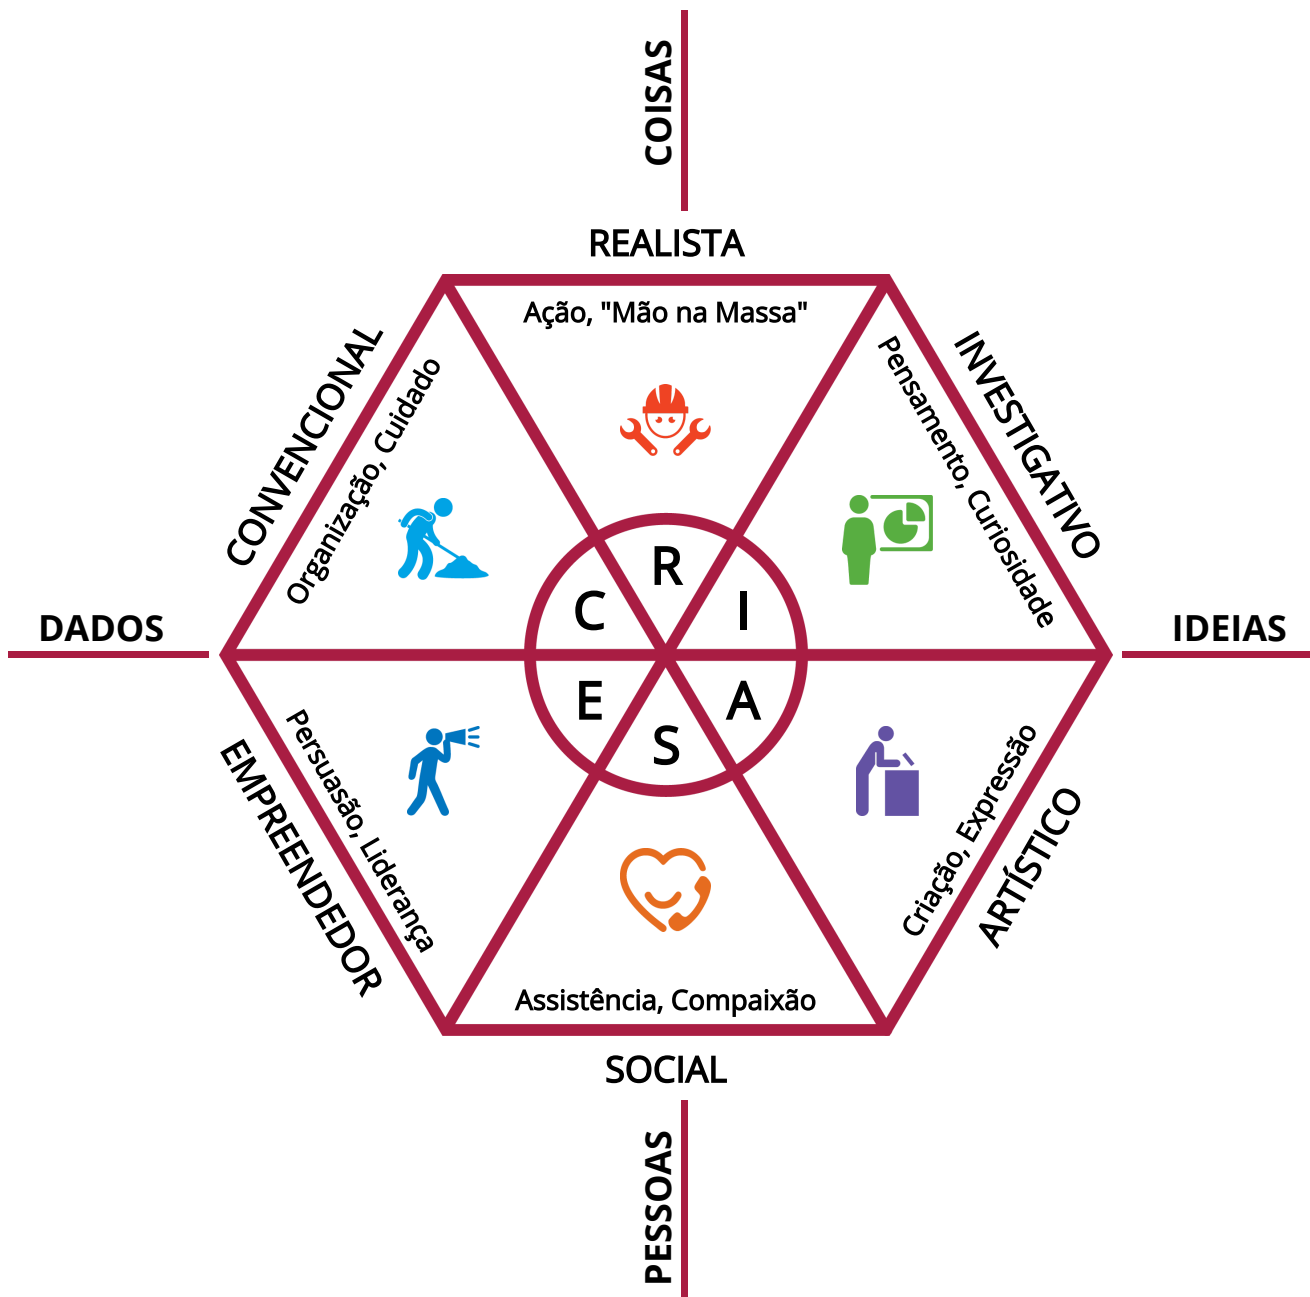 COISAS
REALISTA
Ação, "Mão na Massa"
CONVENCIONAL
Organização, Cuidado
INVESTIGATIVO
Pensamento, Curiosidade
R
C
I
DADOS
IDEIAS
E
A
S
EMPREENDEDOR
Persuasão, Liderança
ARTÍSTICO
Criação, Expressão
Assistência, Compaixão
SOCIAL
PESSOAS